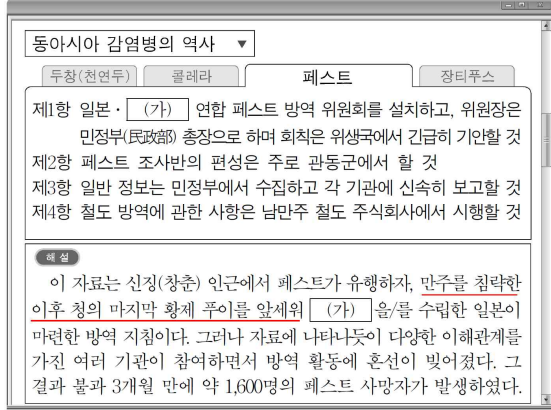 동아시아 감염병의 역사 ▼
두창(천연두) 콜레라 페스트 장티푸스
제1항 일본·(가) 연합 페스트 방역 위원회를 설치하고, 위원장은
민정부(民政部) 총장으로 하며 회칙은 위생국에서 긴급히 기안할 것
제2항 페스트 조사반의 편성은 주로 관동군에서 할 것
제3항 일반 정보는 민정부에서 수집하고 각 기관에 신속히 보고할 것
제4항 철도 방역에 관한 사항은 남만주 철도 주식회사에서 시행할 것
해설
이 자료는 신징(창춘) 인근에서 페스트가 유행하자, 만주를 침략한
이후 청의 마지막 황제 푸이를 앞세워 (가) 을/를 수립한 일본이
마련한 방역 지침이다. 그러나 자료에 나타나듯이 다양한 이해관계를
가진 여러 기관이 참여하면서 방역 활동에 혼선이 빚어졌다. 그
결과 불과 3개월 만에 약 1,600명의 페스트 사망자가 발생하였다.